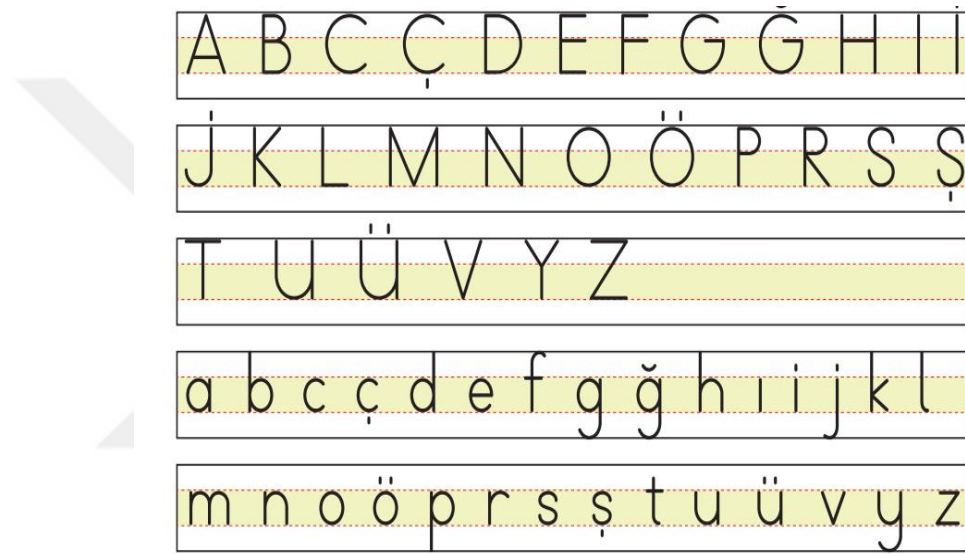 A B C Ç D E F G Ğ H I İ
J K L M N O Ö P R S Ş
T U Ü V Y Z
a b c ç d e f g ğ h ı i j k l
m n o ö p r s ş t u ü v y z